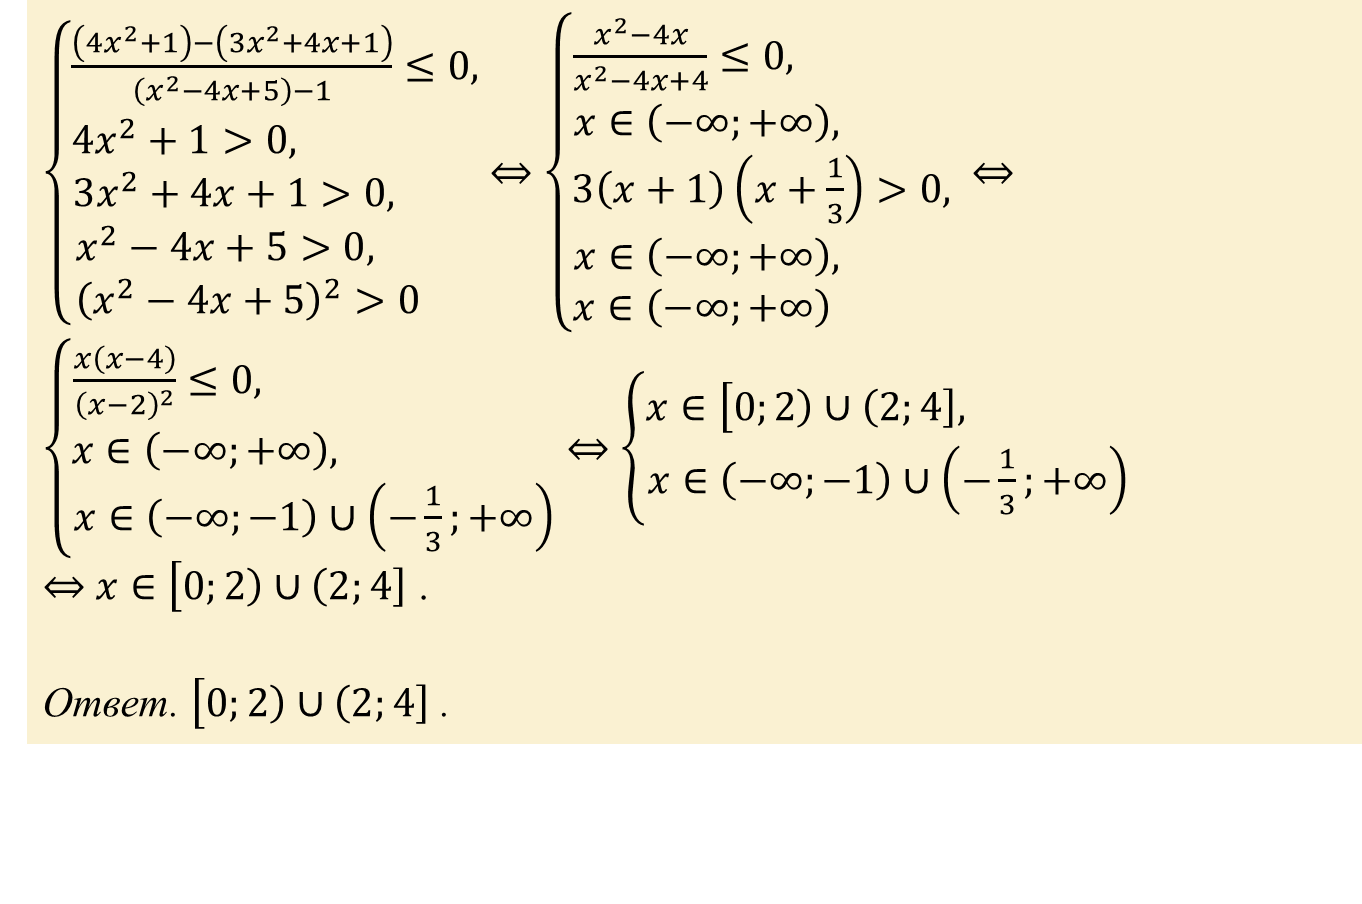 { ((4x²+1)−(3x²+4x+1))/((x²−4x+5)−1) ≤ 0,
4x² + 1 > 0,
3x² + 4x + 1 > 0,
x² − 4x + 5 > 0,
(x² − 4x + 5)² > 0
⇔ { (x²−4x)/(x²−4x+4) ≤ 0,
x ∈ (−∞; +∞),
3(x + 1)(x + 1/3) > 0,
x ∈ (−∞; +∞),
x ∈ (−∞; +∞)
⇔
{ x(x−4)/(x−2)² ≤ 0,
x ∈ (−∞; +∞),
x ∈ (−∞; −1) ∪ (−1/3; +∞)
⇔ { x ∈ [0; 2) ∪ (2; 4],
x ∈ (−∞; −1) ∪ (−1/3; +∞)
⇔ x ∈ [0; 2) ∪ (2; 4] .
Ответ. [0; 2) ∪ (2; 4] .